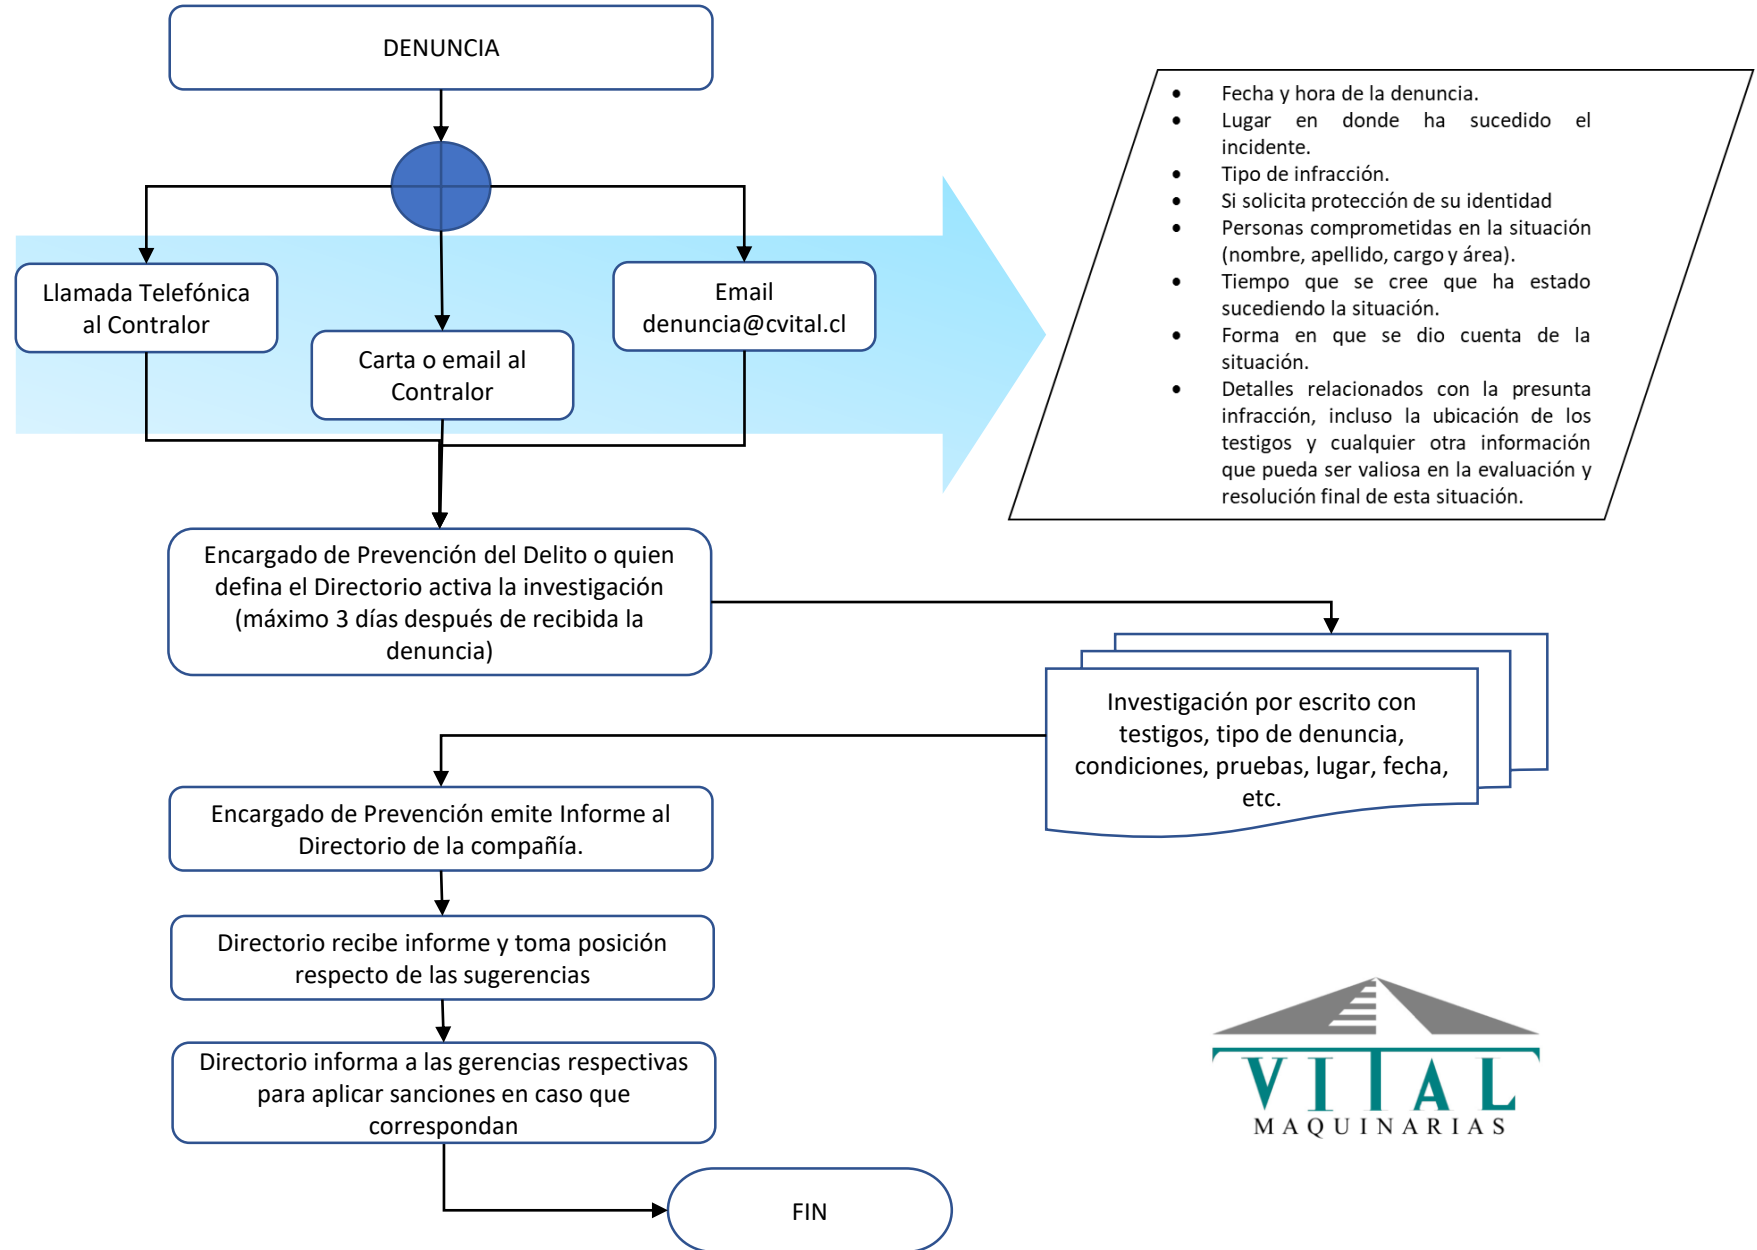 DENUNCIA
• Fecha y hora de la denuncia.
• Lugar en donde ha sucedido el
incidente.
• Tipo de infracción.
• Si solicita protección de su identidad
• Personas comprometidas en la situación
(nombre, apellido, cargo y área).
• Tiempo que se cree que ha estado
sucediendo la situación.
• Forma en que se dio cuenta de la
situación.
• Detalles relacionados con la presunta
infracción, incluso la ubicación de los
testigos y cualquier otra información
que pueda ser valiosa en la evaluación y
resolución final de esta situación.
Llamada Telefónica
al Contralor
Carta o email al
Contralor
Email
denuncia@cvital.cl
Encargado de Prevención del Delito o quien
defina el Directorio activa la investigación
(máximo 3 días después de recibida la
denuncia)
Investigación por escrito con
testigos, tipo de denuncia,
condiciones, pruebas, lugar, fecha,
etc.
Encargado de Prevención emite Informe al
Directorio de la compañía.
Directorio recibe informe y toma posición
respecto de las sugerencias
Directorio informa a las gerencias respectivas
para aplicar sanciones en caso que
correspondan
FIN
VITAL
MAQUINARIAS